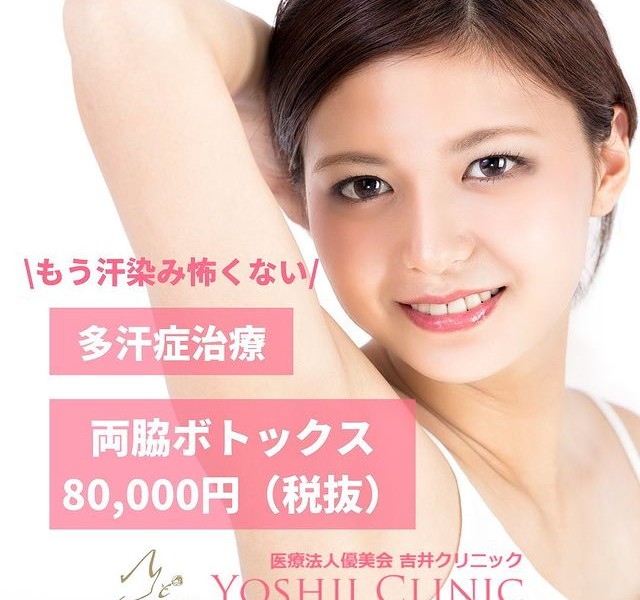 \もう汗染み怖くない/
多汗症治療
両脇ボトックス
80,000円（税抜）
医療法人優美会 吉井クリニック
YOSHII CLINIC